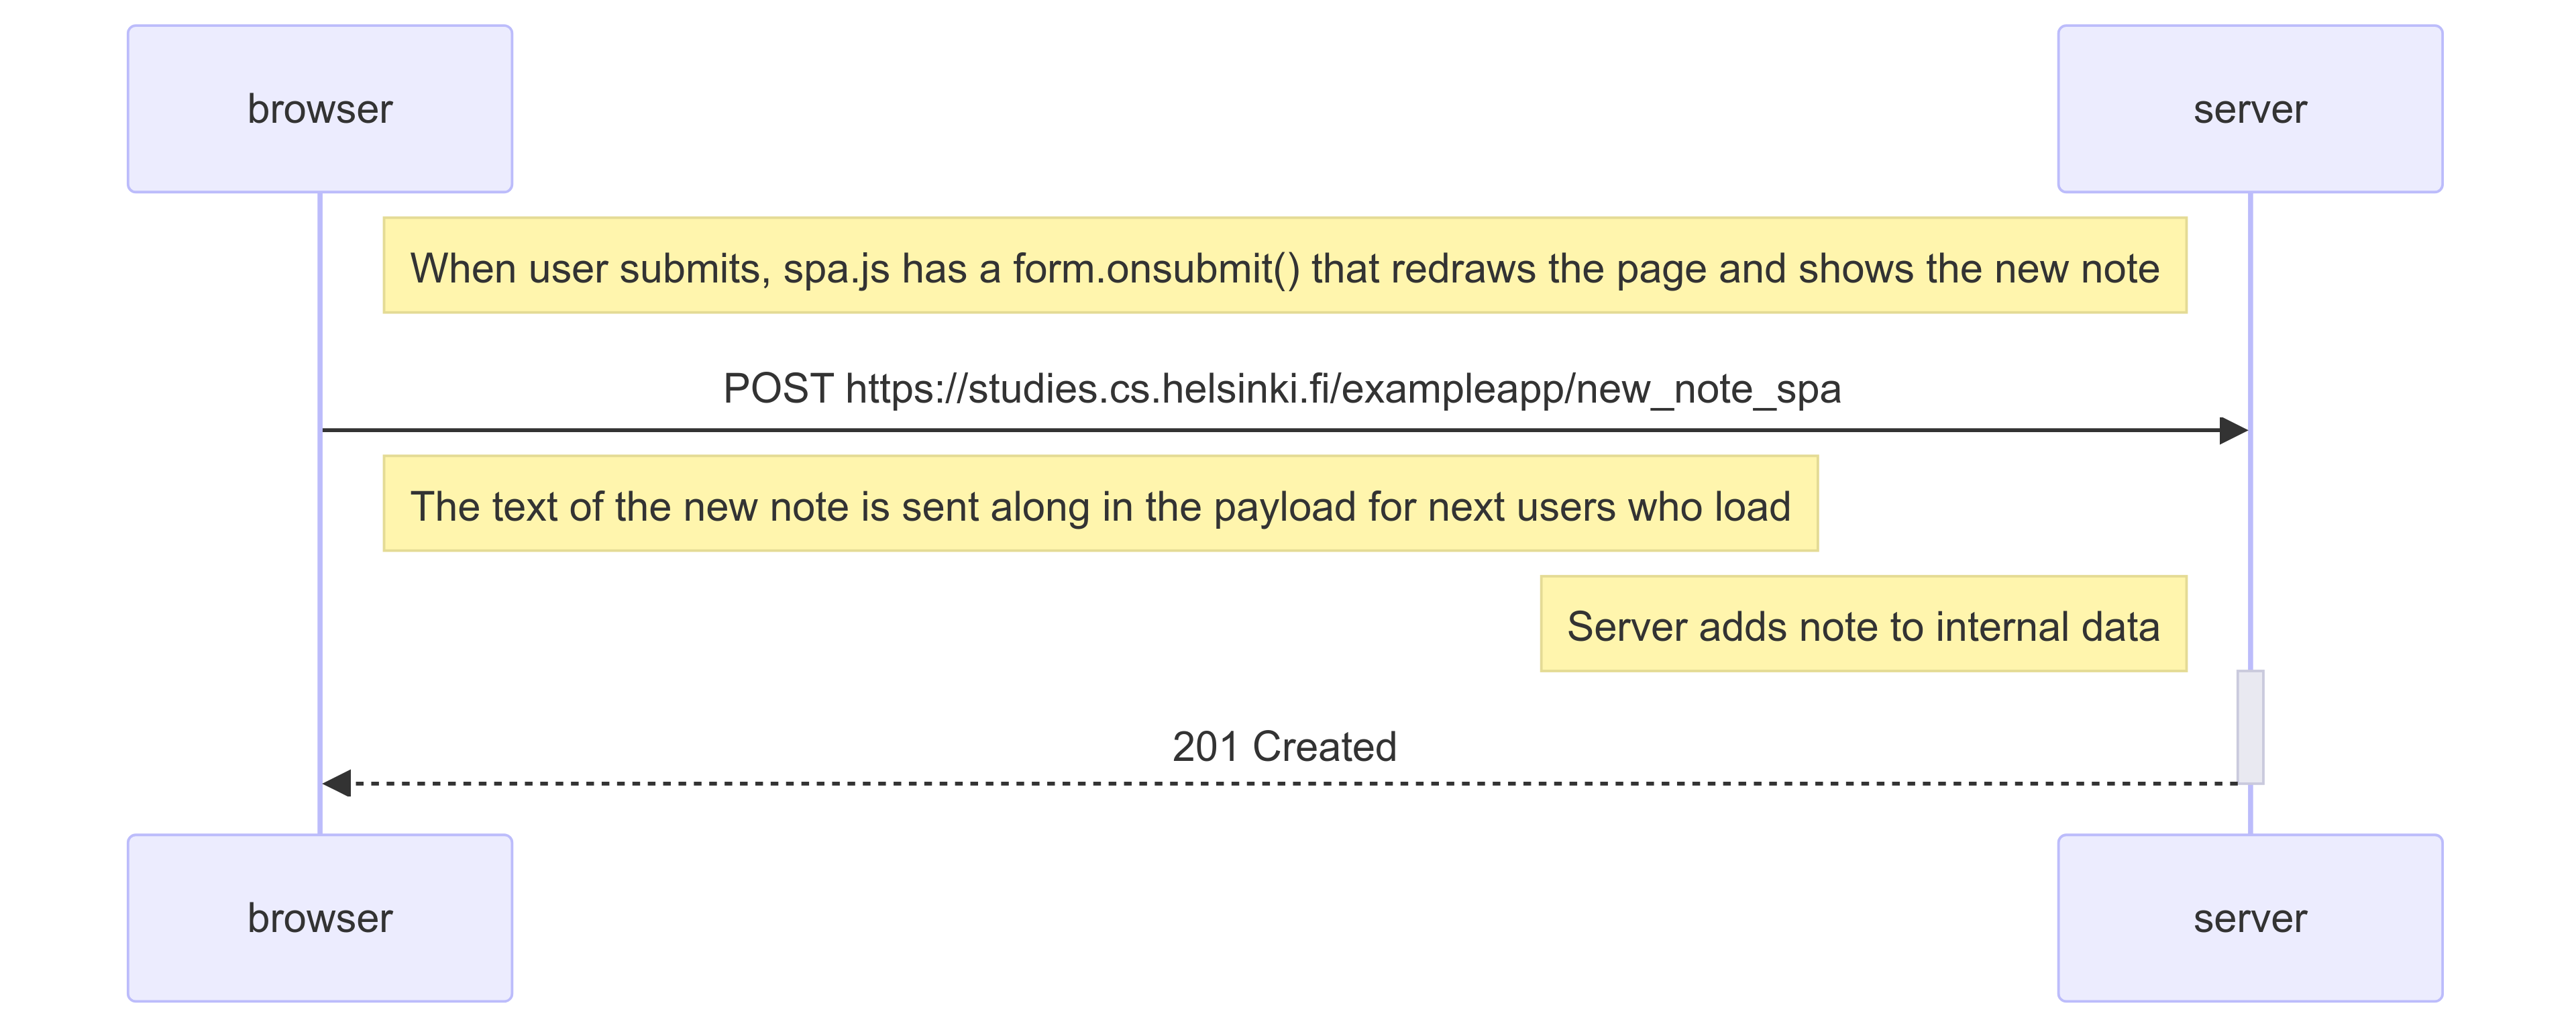 browser
server
When user submits, spa.js has a form.onsubmit() that redraws the page and shows the new note
POST https://studies.cs.helsinki.fi/exampleapp/new_note_spa
The text of the new note is sent along in the payload for next users who load
Server adds note to internal data
201 Created
browser
server